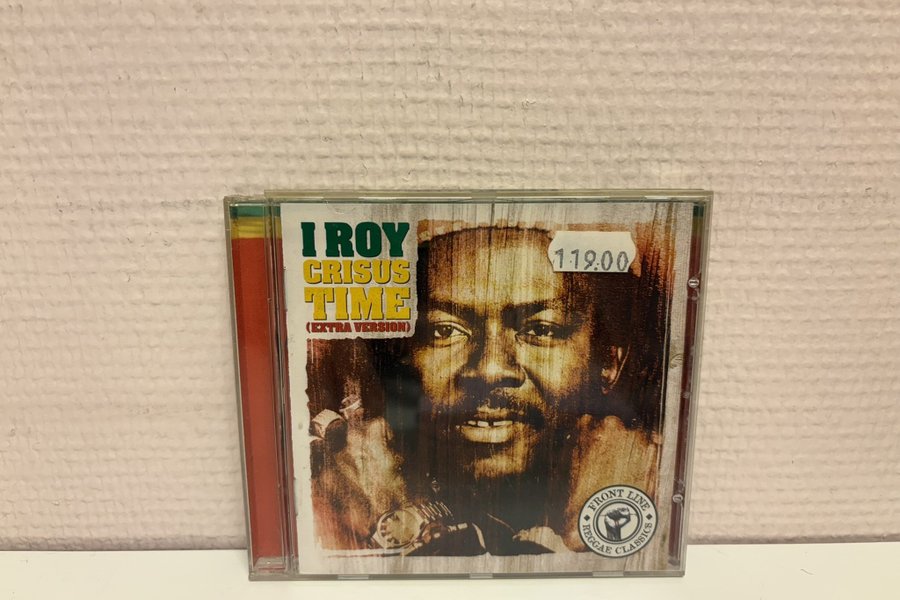 I ROY
CRISUS
TIME
(EXTRA VERSION)
119.00
FRONT LINE
REGGAE CLASSICS